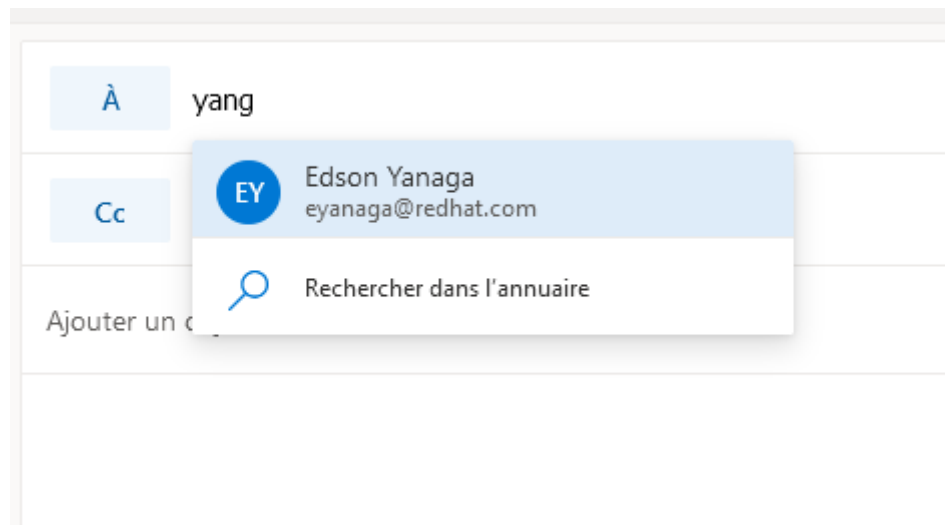 À yang
EY
Edson Yanaga
eyanaga@redhat.com
Cc
Rechercher dans l'annuaire
Ajouter un